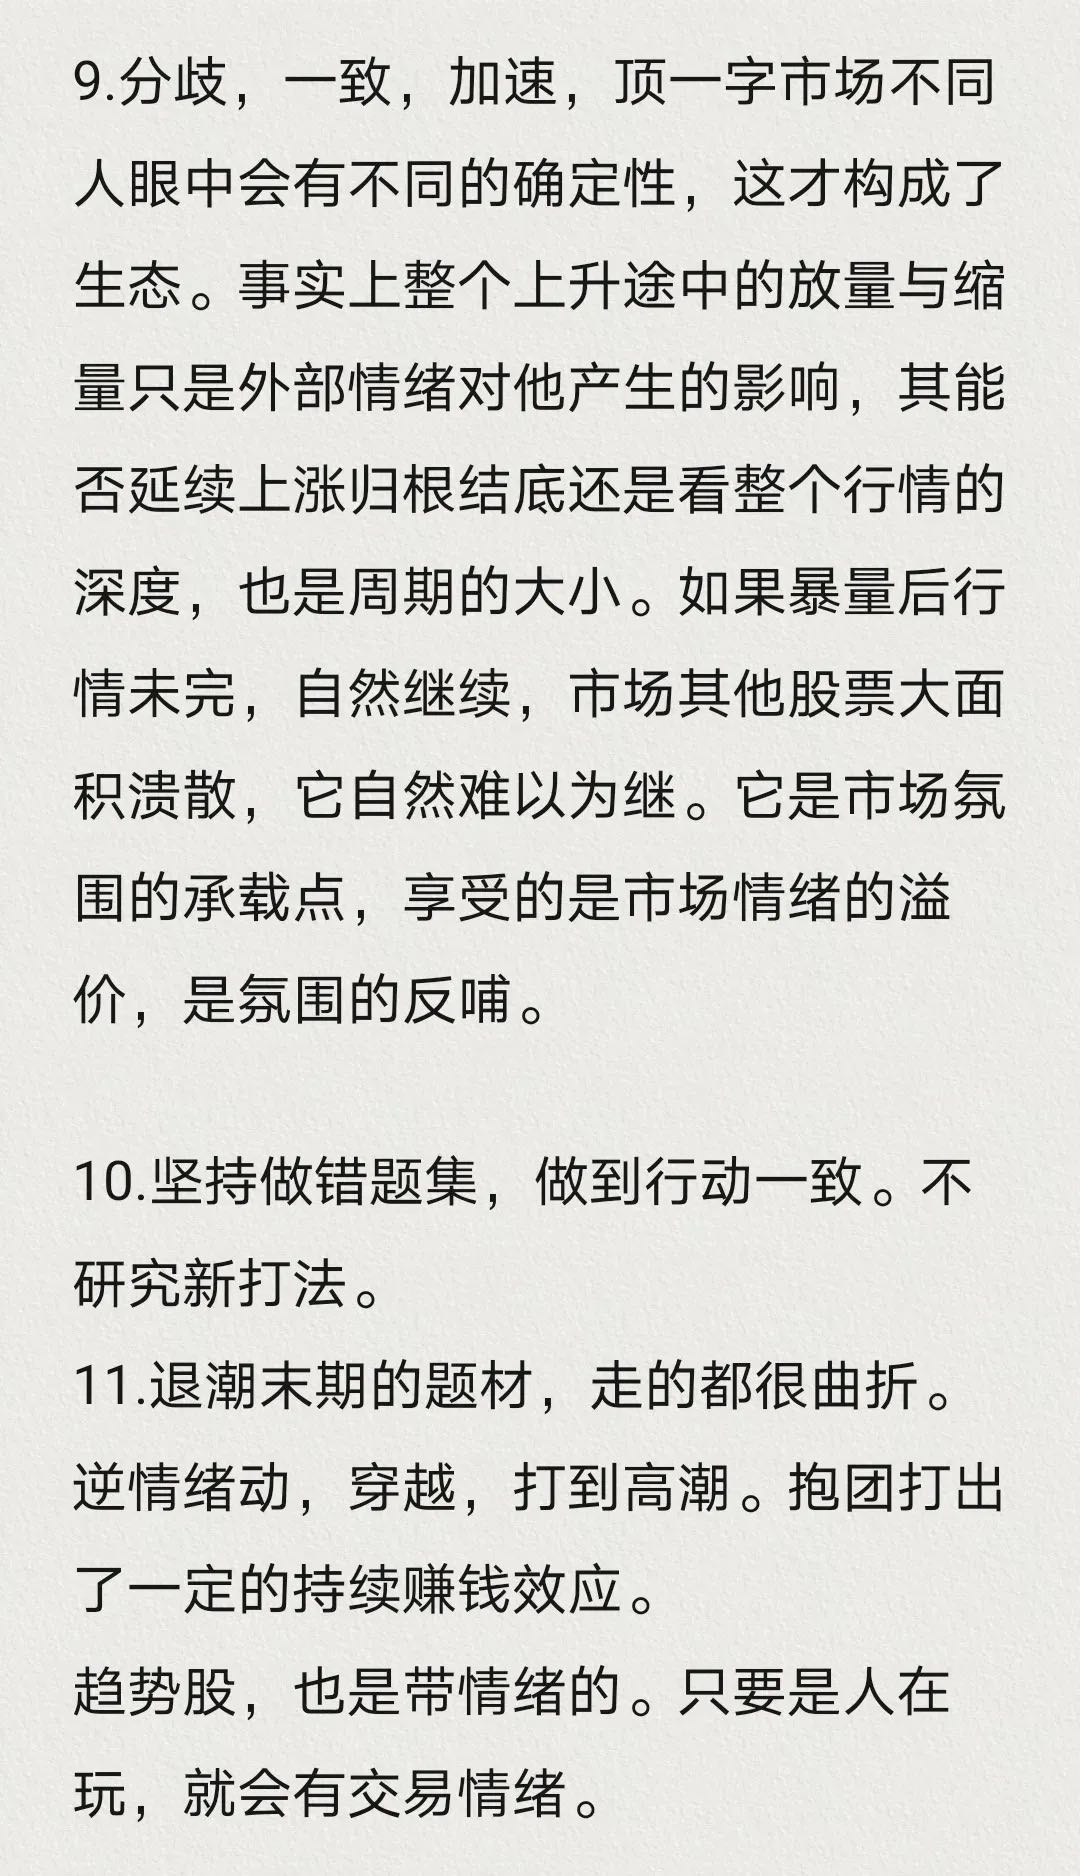 9.分歧，一致，加速，顶一字市场不同
人眼中会有不同的确定性，这才构成了
生态。事实上整个上升途中的放量与缩
量只是外部情绪对他产生的影响，其能
否延续上涨归根结底还是看整个行情的
深度，也是周期的大小。如果暴量后行
情未完，自然继续，市场其他股票大面
积溃散，它自然难以为继。它是市场氛
围的承载点，享受的是市场情绪的溢
价，是氛围的反哺。
10.坚持做错题集，做到行动一致。不
研究新打法。
11.退潮末期的题材，走的都很曲折。
逆情绪动，穿越，打到高潮。抱团打出
了一定的持续赚钱效应。
趋势股，也是带情绪的。只要是人在
玩，就会有交易情绪。